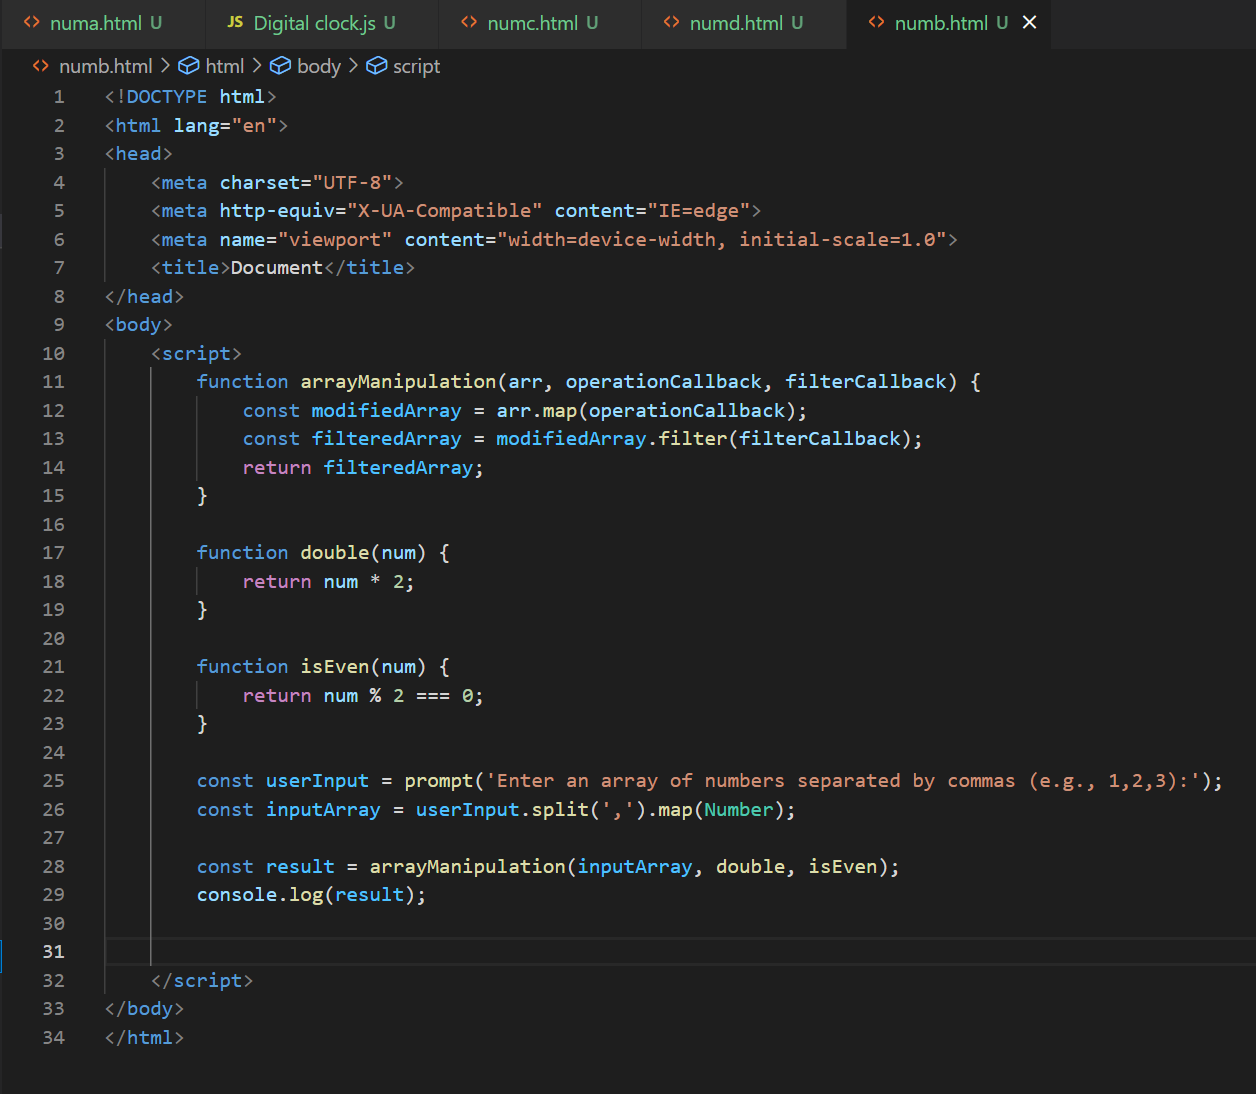 numa.html U JS Digital clock.js U numc.html U numd.html U numb.html U
numb.html > html > body > script
1 <!DOCTYPE html>
2 <html lang="en">
3 <head>
4     <meta charset="UTF-8">
5     <meta http-equiv="X-UA-Compatible" content="IE=edge">
6     <meta name="viewport" content="width=device-width, initial-scale=1.0">
7     <title>Document</title>
8 </head>
9 <body>
10     <script>
11         function arrayManipulation(arr, operationCallback, filterCallback) {
12             const modifiedArray = arr.map(operationCallback);
13             const filteredArray = modifiedArray.filter(filterCallback);
14             return filteredArray;
15         }
16
17         function double(num) {
18             return num * 2;
19         }
20
21         function isEven(num) {
22             return num % 2 === 0;
23         }
24
25         const userInput = prompt('Enter an array of numbers separated by commas (e.g., 1,2,3):');
26         const inputArray = userInput.split(',').map(Number);
27
28         const result = arrayManipulation(inputArray, double, isEven);
29         console.log(result);
30
31
32     </script>
33 </body>
34 </html>